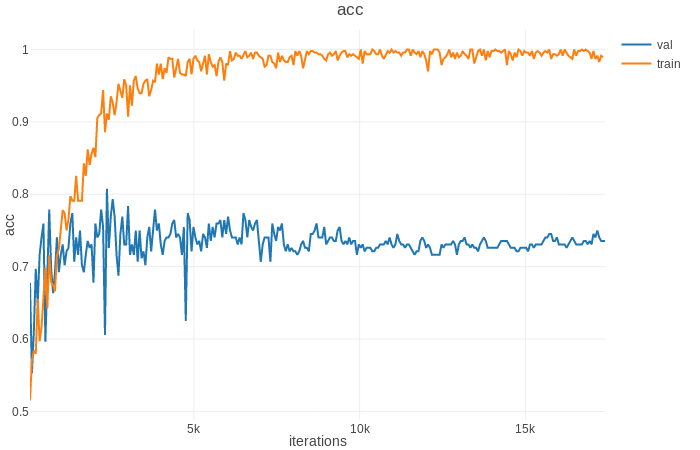 acc
val
train
1
0.9
0.8
0.7
0.6
0.5
acc
5k
10k
15k
iterations